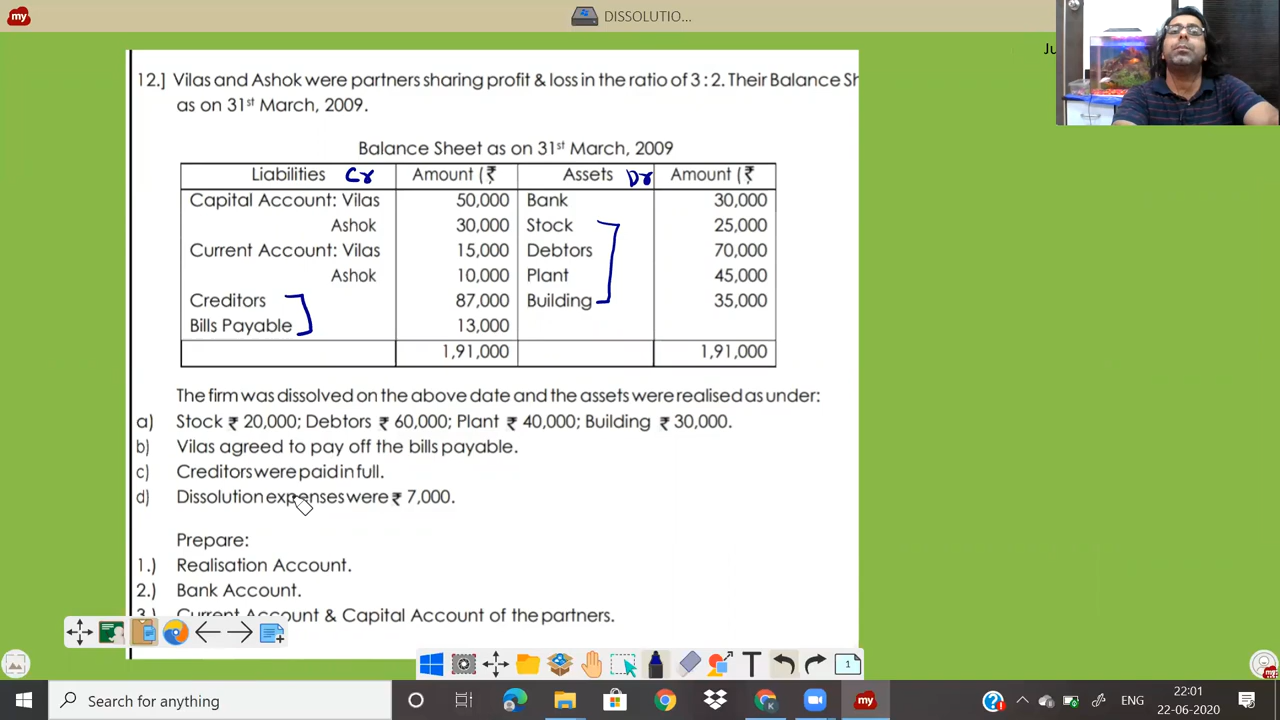 my
DISSOLUTIO...
Ju
12.] Vilas and Ashok were partners sharing profit & loss in the ratio of 3 : 2. Their Balance Sh
as on 31st March, 2009.
Balance Sheet as on 31st March, 2009
Liabilities Cr Amount (₹ Assets Dr Amount (₹
Capital Account: Vilas 50,000 Bank 30,000
Ashok 30,000 Stock 25,000
Current Account: Vilas 15,000 Debtors 70,000
Ashok 10,000 Plant 45,000
Creditors 87,000 Building 35,000
Bills Payable 13,000
1,91,000 1,91,000
The firm was dissolved on the above date and the assets were realised as under:
a) Stock ₹ 20,000; Debtors ₹ 60,000; Plant ₹ 40,000; Building ₹ 30,000.
b) Vilas agreed to pay off the bills payable.
c) Creditors were paid in full.
d) Dissolution expenses were ₹ 7,000.
Prepare:
1.) Realisation Account.
2.) Bank Account.
3.) Current Account & Capital Account of the partners.
T 1
Search for anything
my
ENG
22:01
22-06-2020